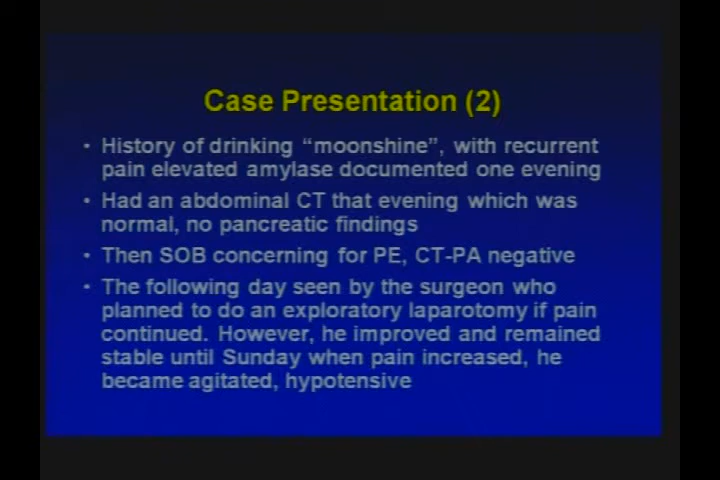 Case Presentation (2)
• History of drinking “moonshine”, with recurrent
pain elevated amylase documented one evening
• Had an abdominal CT that evening which was
normal, no pancreatic findings
• Then SOB concerning for PE, CT-PA negative
• The following day seen by the surgeon who
planned to do an exploratory laparotomy if pain
continued. However, he improved and remained
stable until Sunday when pain increased, he
became agitated, hypotensive